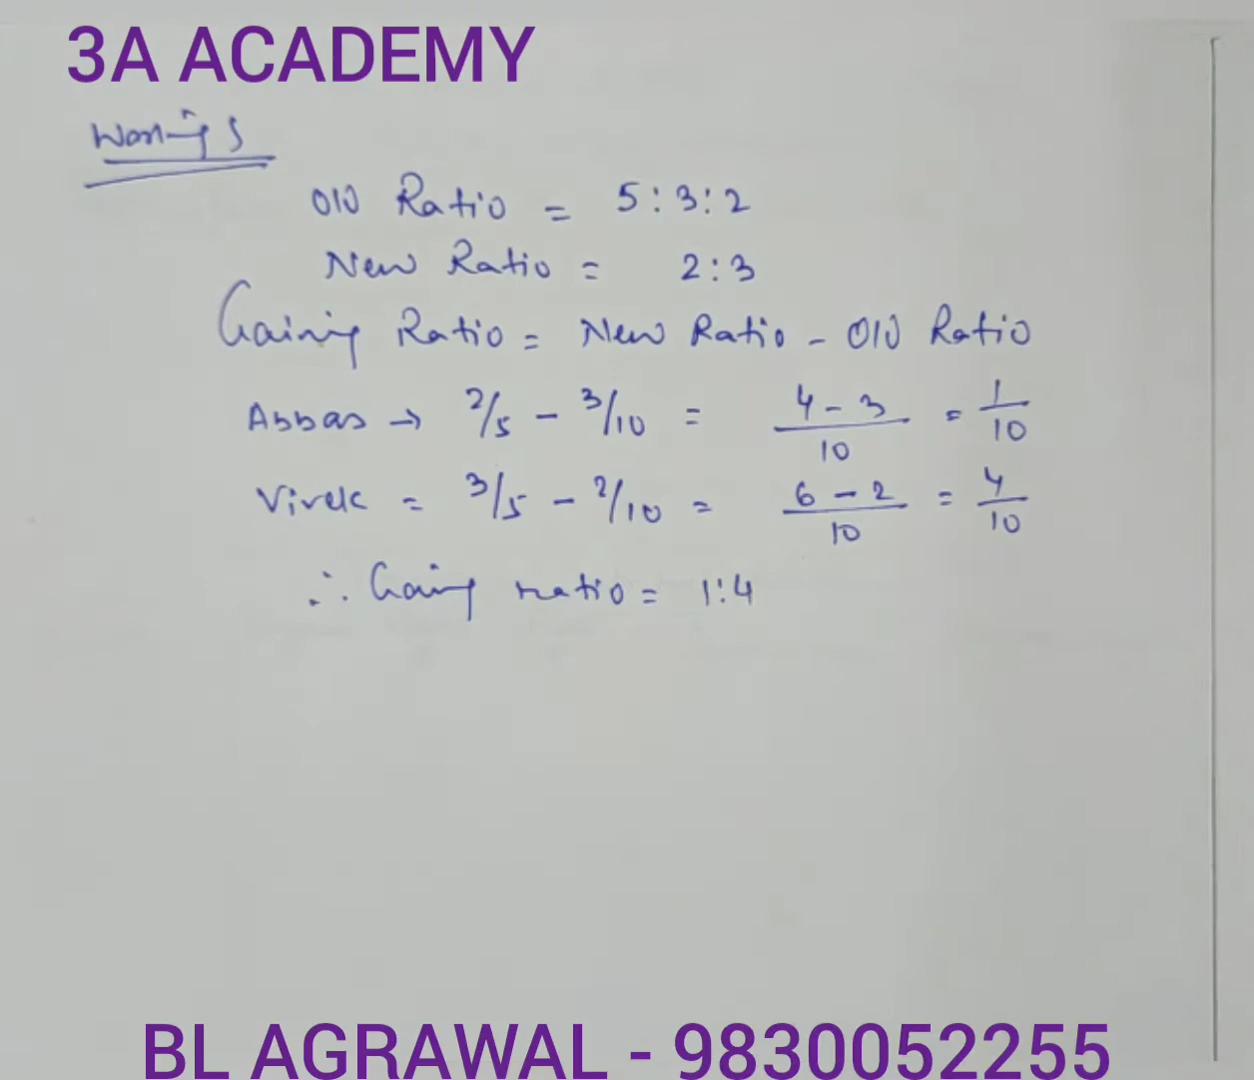 3A ACADEMY
Workings
Old Ratio = 5:3:2
New Ratio = 2:3
Gaining Ratio = New Ratio - Old Ratio
Abbas → 2/5 - 3/10 = 4-3/10 = 1/10
Vivek = 3/5 - 2/10 = 6-2/10 = 4/10
∴ Gaing ratio = 1:4
BL AGRAWAL - 9830052255